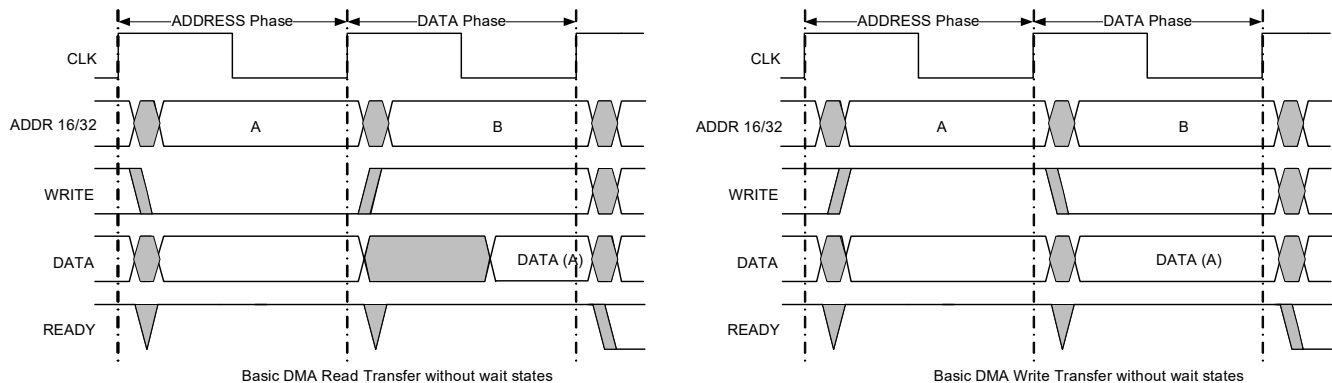 ADDRESS Phase DATA Phase
CLK
ADDR 16/32 A B
WRITE
DATA DATA (A)
READY
Basic DMA Read Transfer without wait states
ADDRESS Phase DATA Phase
CLK
ADDR 16/32 A B
WRITE
DATA DATA (A)
READY
Basic DMA Write Transfer without wait states